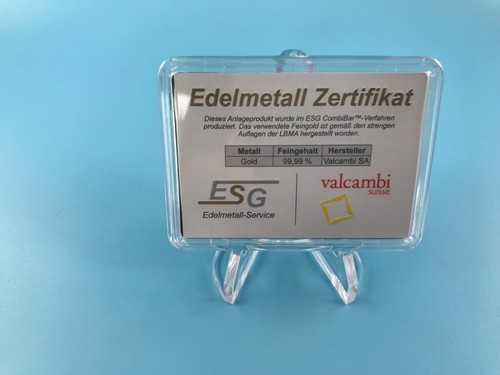 Edelmetall Zertifikat
Dieses Anlageprodukt wurde im ESG CombiBar™-Verfahren
produziert. Das verwendete Feingold ist gemäß den strengen
Auflagen der LBMA hergestellt worden.
Metall Feingehalt Hersteller
Gold 99,99 % Valcambi SA
ESG
Edelmetall-Service
valcambi
suisse